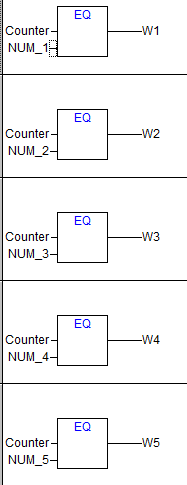 EQ
Counter W1
NUM_1
EQ
Counter W2
NUM_2
EQ
Counter W3
NUM_3
EQ
Counter W4
NUM_4
EQ
Counter W5
NUM_5